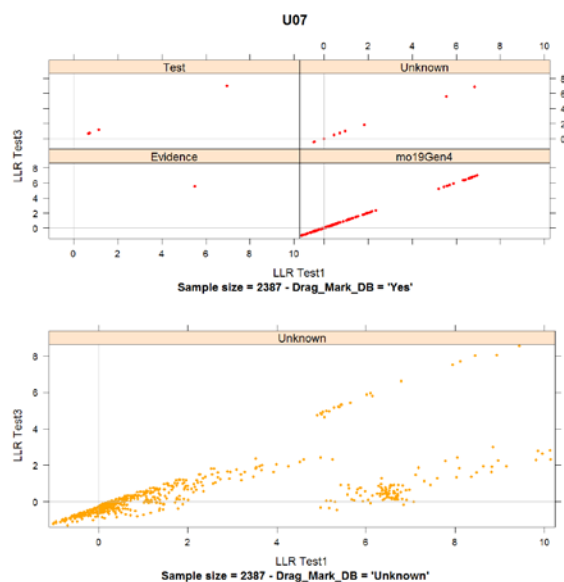 U07
0 2 4 6 8 10
Test Unknown
8
6
4
2
0
Evidence mo19Gen4
8
6
4
2
0
LLR Test3
0 2 4 6 8 10
LLR Test1
Sample size = 2387 - Drag_Mark_DB = 'Yes'
Unknown
8
6
4
2
0
LLR Test3
0 2 4 6 8 10
LLR Test1
Sample size = 2387 - Drag_Mark_DB = 'Unknown'